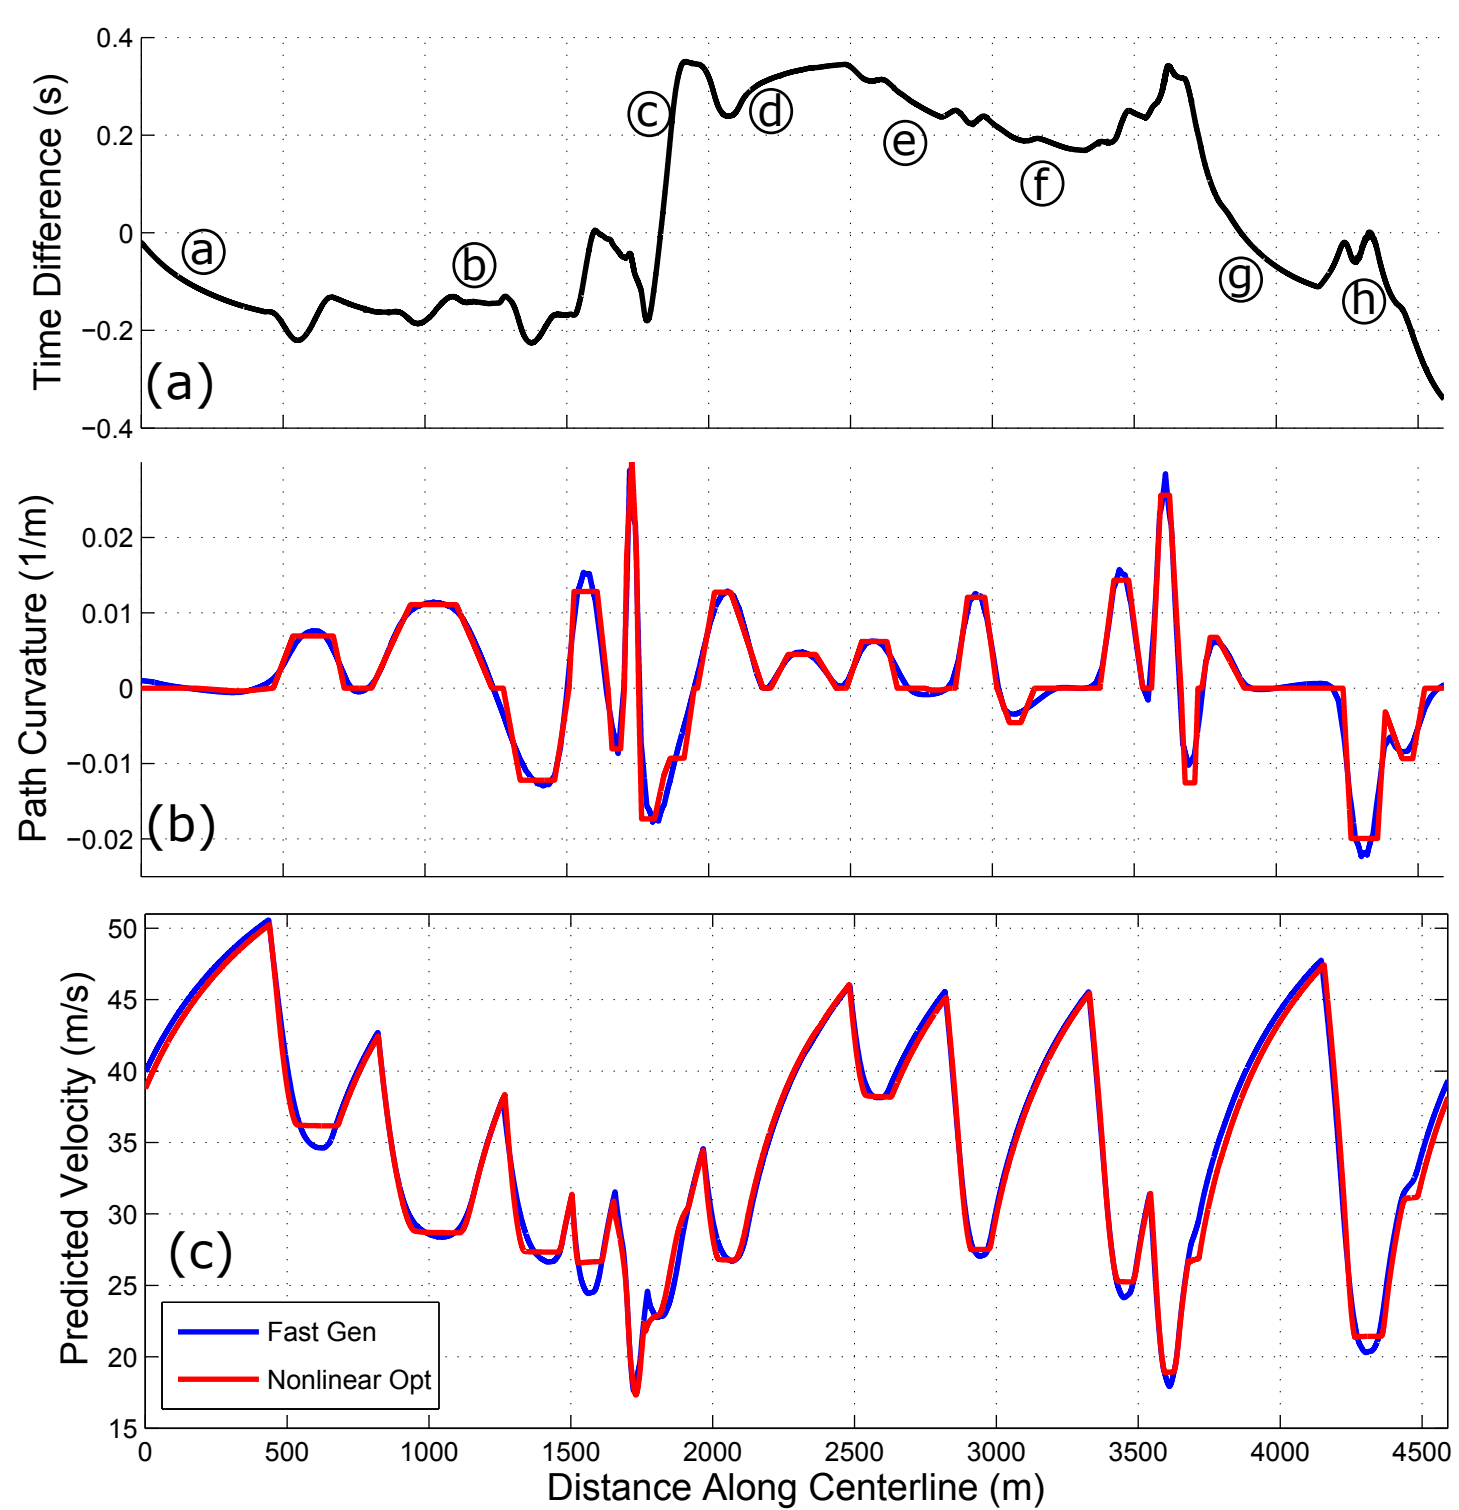 Time Difference (s)
0.4
0.2
0
−0.2
−0.4
a
b
c
d
e
f
g
h
(a)
Path Curvature (1/m)
0.02
0.01
0
−0.01
−0.02
(b)
Predicted Velocity (m/s)
50
45
40
35
30
25
20
15
(c)
Fast Gen
Nonlinear Opt
0 500 1000 1500 2000 2500 3000 3500 4000 4500
Distance Along Centerline (m)